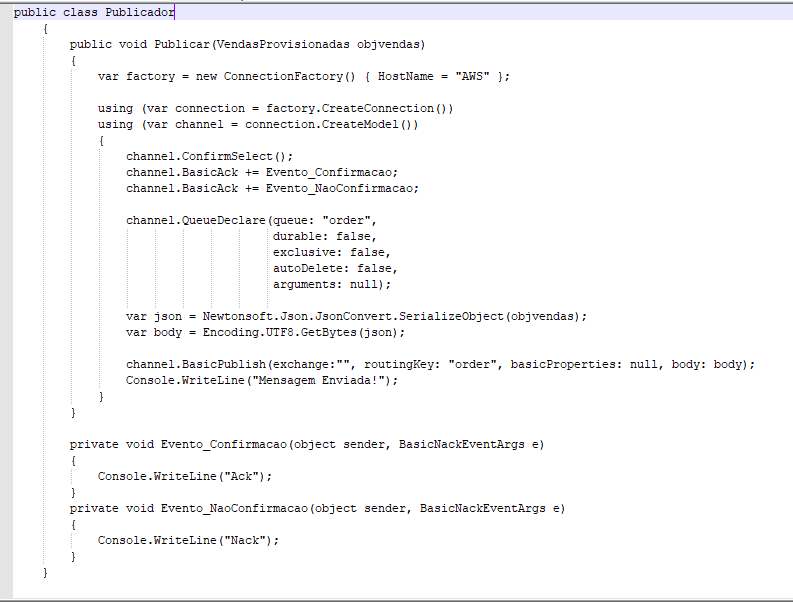 public class Publicador
{
public void Publicar(VendasProvisionadas objvendas)
{
var factory = new ConnectionFactory() { HostName = "AWS" };
using (var connection = factory.CreateConnection())
using (var channel = connection.CreateModel())
{
channel.ConfirmSelect();
channel.BasicAck += Evento_Confirmacao;
channel.BasicAck += Evento_NaoConfirmacao;
channel.QueueDeclare(queue: "order",
durable: false,
exclusive: false,
autoDelete: false,
arguments: null);
var json = Newtonsoft.Json.JsonConvert.SerializeObject(objvendas);
var body = Encoding.UTF8.GetBytes(json);
channel.BasicPublish(exchange:"", routingKey: "order", basicProperties: null, body: body);
Console.WriteLine("Mensagem Enviada!");
}
}
private void Evento_Confirmacao(object sender, BasicNackEventArgs e)
{
Console.WriteLine("Ack");
}
private void Evento_NaoConfirmacao(object sender, BasicNackEventArgs e)
{
Console.WriteLine("Nack");
}
}